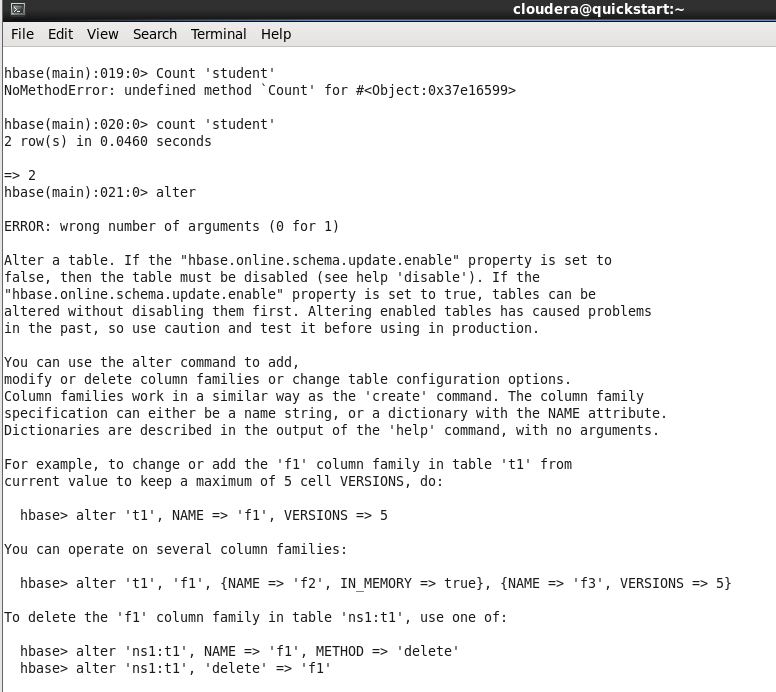 cloudera@quickstart:~
File Edit View Search Terminal Help
hbase(main):019:0> Count 'student'
NoMethodError: undefined method `Count' for #<Object:0x37e16599>
hbase(main):020:0> count 'student'
2 row(s) in 0.0460 seconds
=> 2
hbase(main):021:0> alter
ERROR: wrong number of arguments (0 for 1)
Alter a table. If the "hbase.online.schema.update.enable" property is set to
false, then the table must be disabled (see help 'disable'). If the
"hbase.online.schema.update.enable" property is set to true, tables can be
altered without disabling them first. Altering enabled tables has caused problems
in the past, so use caution and test it before using in production.
You can use the alter command to add,
modify or delete column families or change table configuration options.
Column families work in a similar way as the 'create' command. The column family
specification can either be a name string, or a dictionary with the NAME attribute.
Dictionaries are described in the output of the 'help' command, with no arguments.
For example, to change or add the 'f1' column family in table 't1' from
current value to keep a maximum of 5 cell VERSIONS, do:
hbase> alter 't1', NAME => 'f1', VERSIONS => 5
You can operate on several column families:
hbase> alter 't1', 'f1', {NAME => 'f2', IN_MEMORY => true}, {NAME => 'f3', VERSIONS => 5}
To delete the 'f1' column family in table 'ns1:t1', use one of:
hbase> alter 'ns1:t1', NAME => 'f1', METHOD => 'delete'
hbase> alter 'ns1:t1', 'delete' => 'f1'